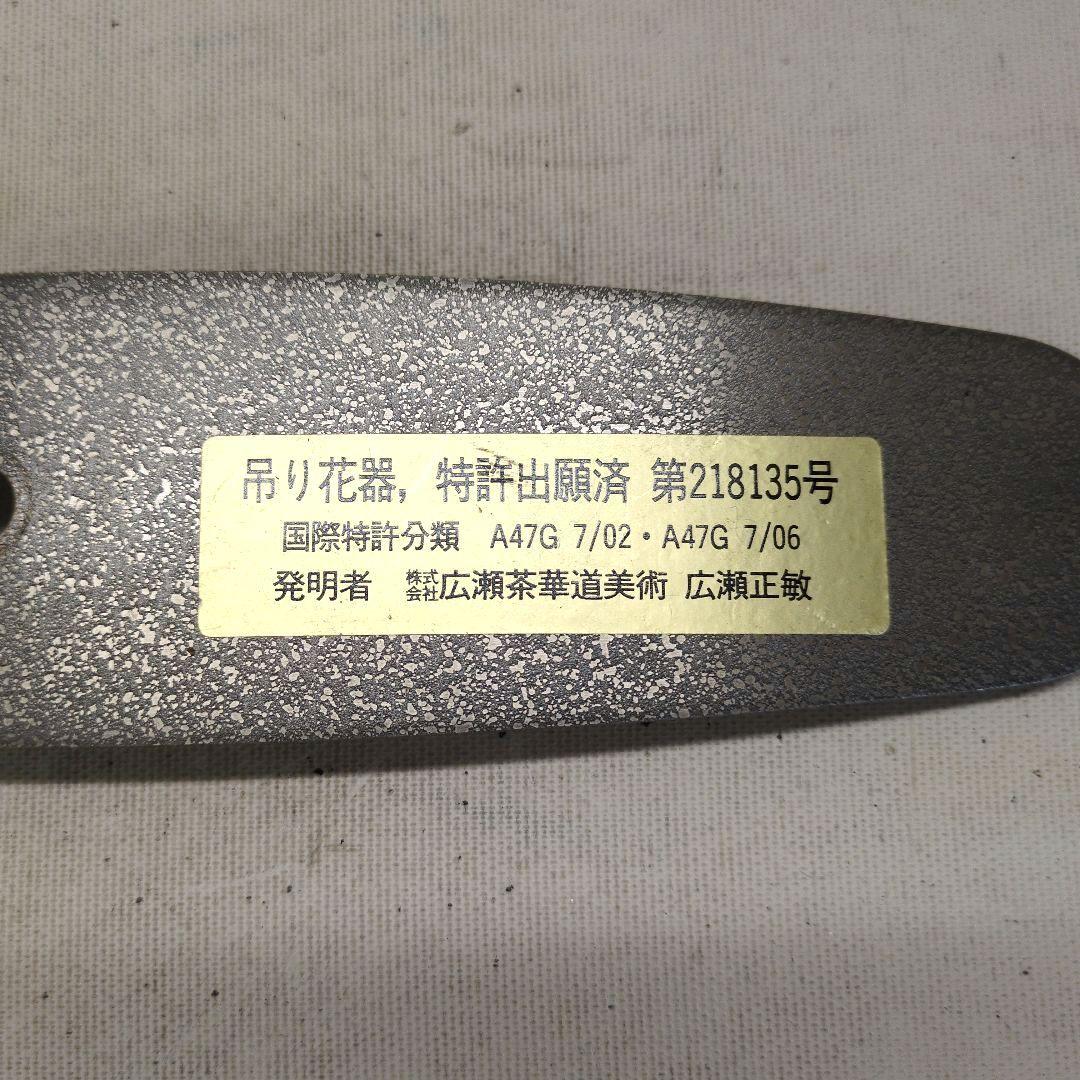 吊り花器，特許出願済 第218135号
国際特許分類 A47G 7/02・A47G 7/06
発明者 株式会社広瀬茶華道美術 広瀬正敏